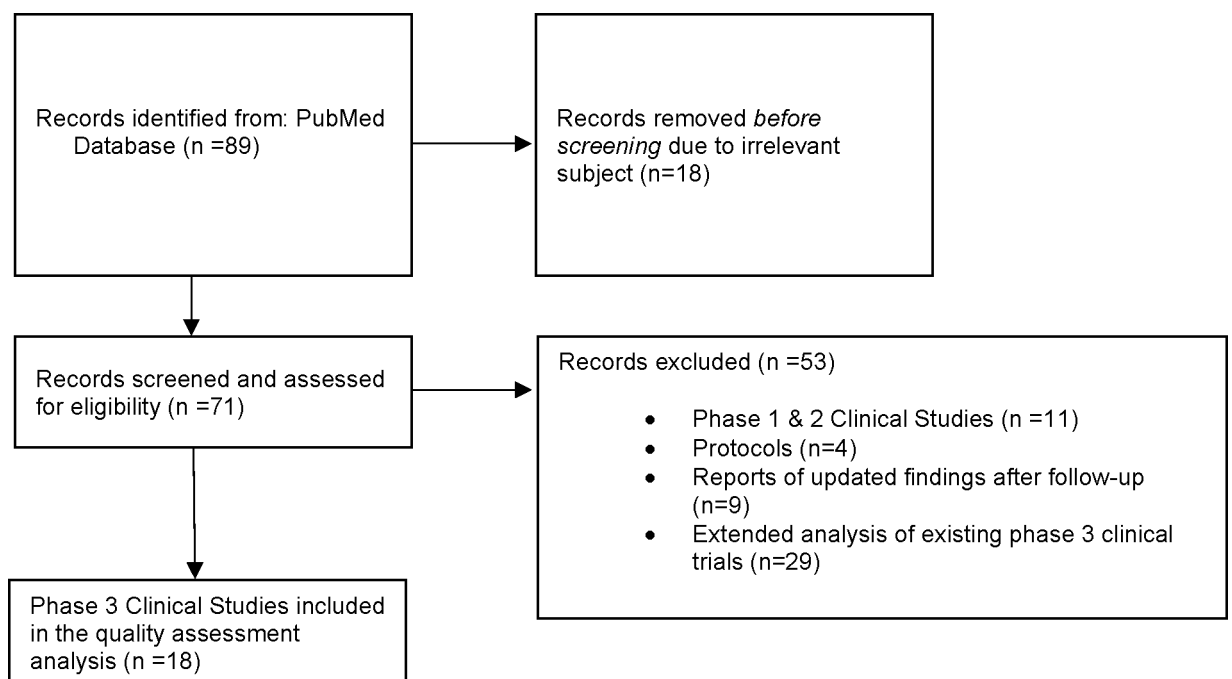 Records identified from: PubMed
Database (n =89)
Records removed before
screening due to irrelevant
subject (n=18)
Records screened and assessed
for eligibility (n =71)
Records excluded (n =53)
• Phase 1 & 2 Clinical Studies (n =11)
• Protocols (n=4)
• Reports of updated findings after follow-up
(n=9)
• Extended analysis of existing phase 3 clinical
trials (n=29)
Phase 3 Clinical Studies included
in the quality assessment
analysis (n =18)